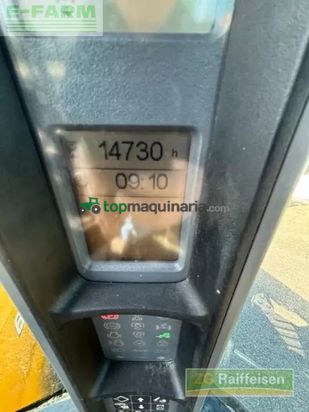 E-FARM
14730 h
09:10
topmaquinaria.com
ZG Raiffeisen